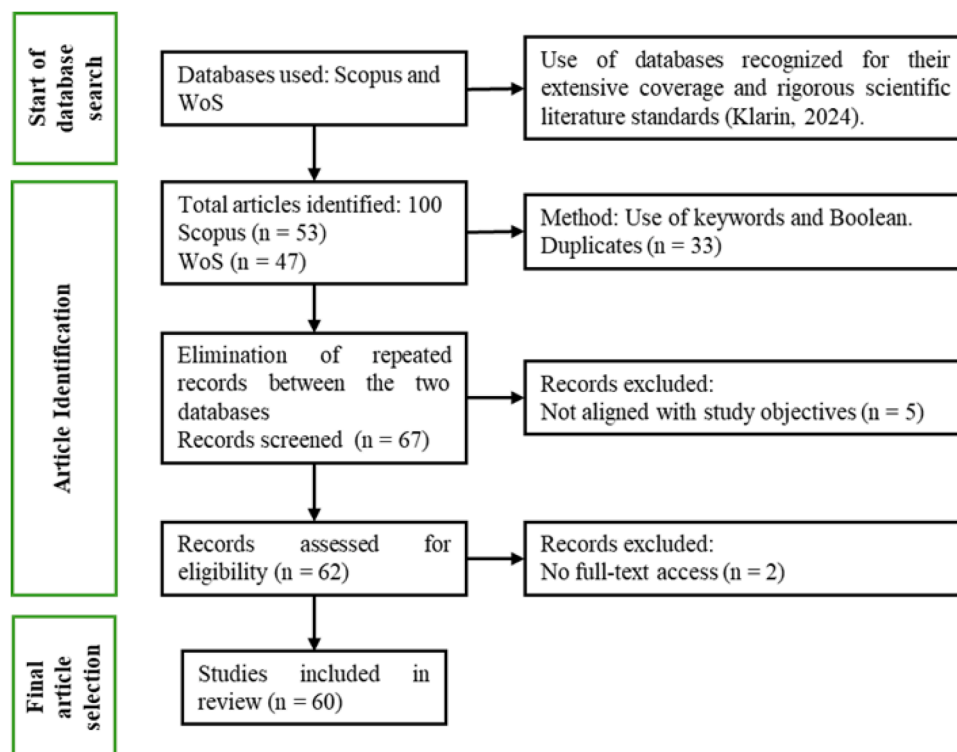 Start of
database
search
Databases used: Scopus and
WoS
Use of databases recognized for their
extensive coverage and rigorous scientific
literature standards (Klarin, 2024).
Article Identification
Total articles identified: 100
Scopus (n = 53)
WoS (n = 47)
Method: Use of keywords and Boolean.
Duplicates (n = 33)
Elimination of repeated
records between the two
databases
Records screened (n = 67)
Records excluded:
Not aligned with study objectives (n = 5)
Records assessed for
eligibility (n = 62)
Records excluded:
No full-text access (n = 2)
Final
article
selection
Studies included in
review (n = 60)